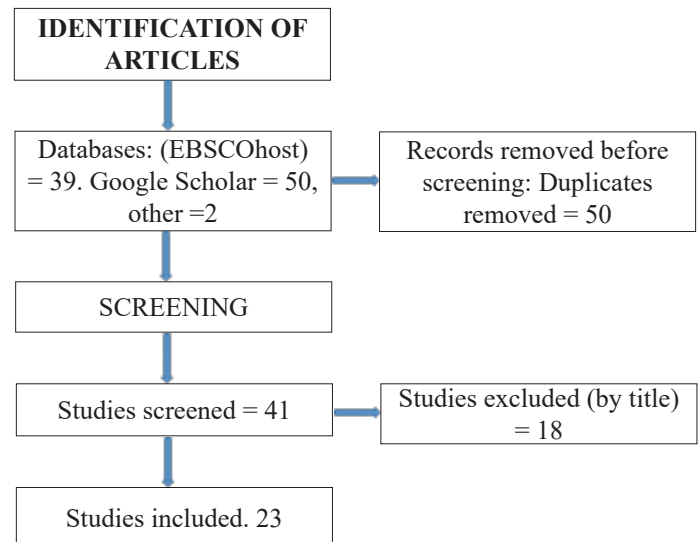 IDENTIFICATION OF
ARTICLES
Databases: (EBSCOhost)
= 39. Google Scholar = 50,
other =2
Records removed before
screening: Duplicates
removed = 50
SCREENING
Studies screened = 41
Studies excluded (by title)
= 18
Studies included. 23